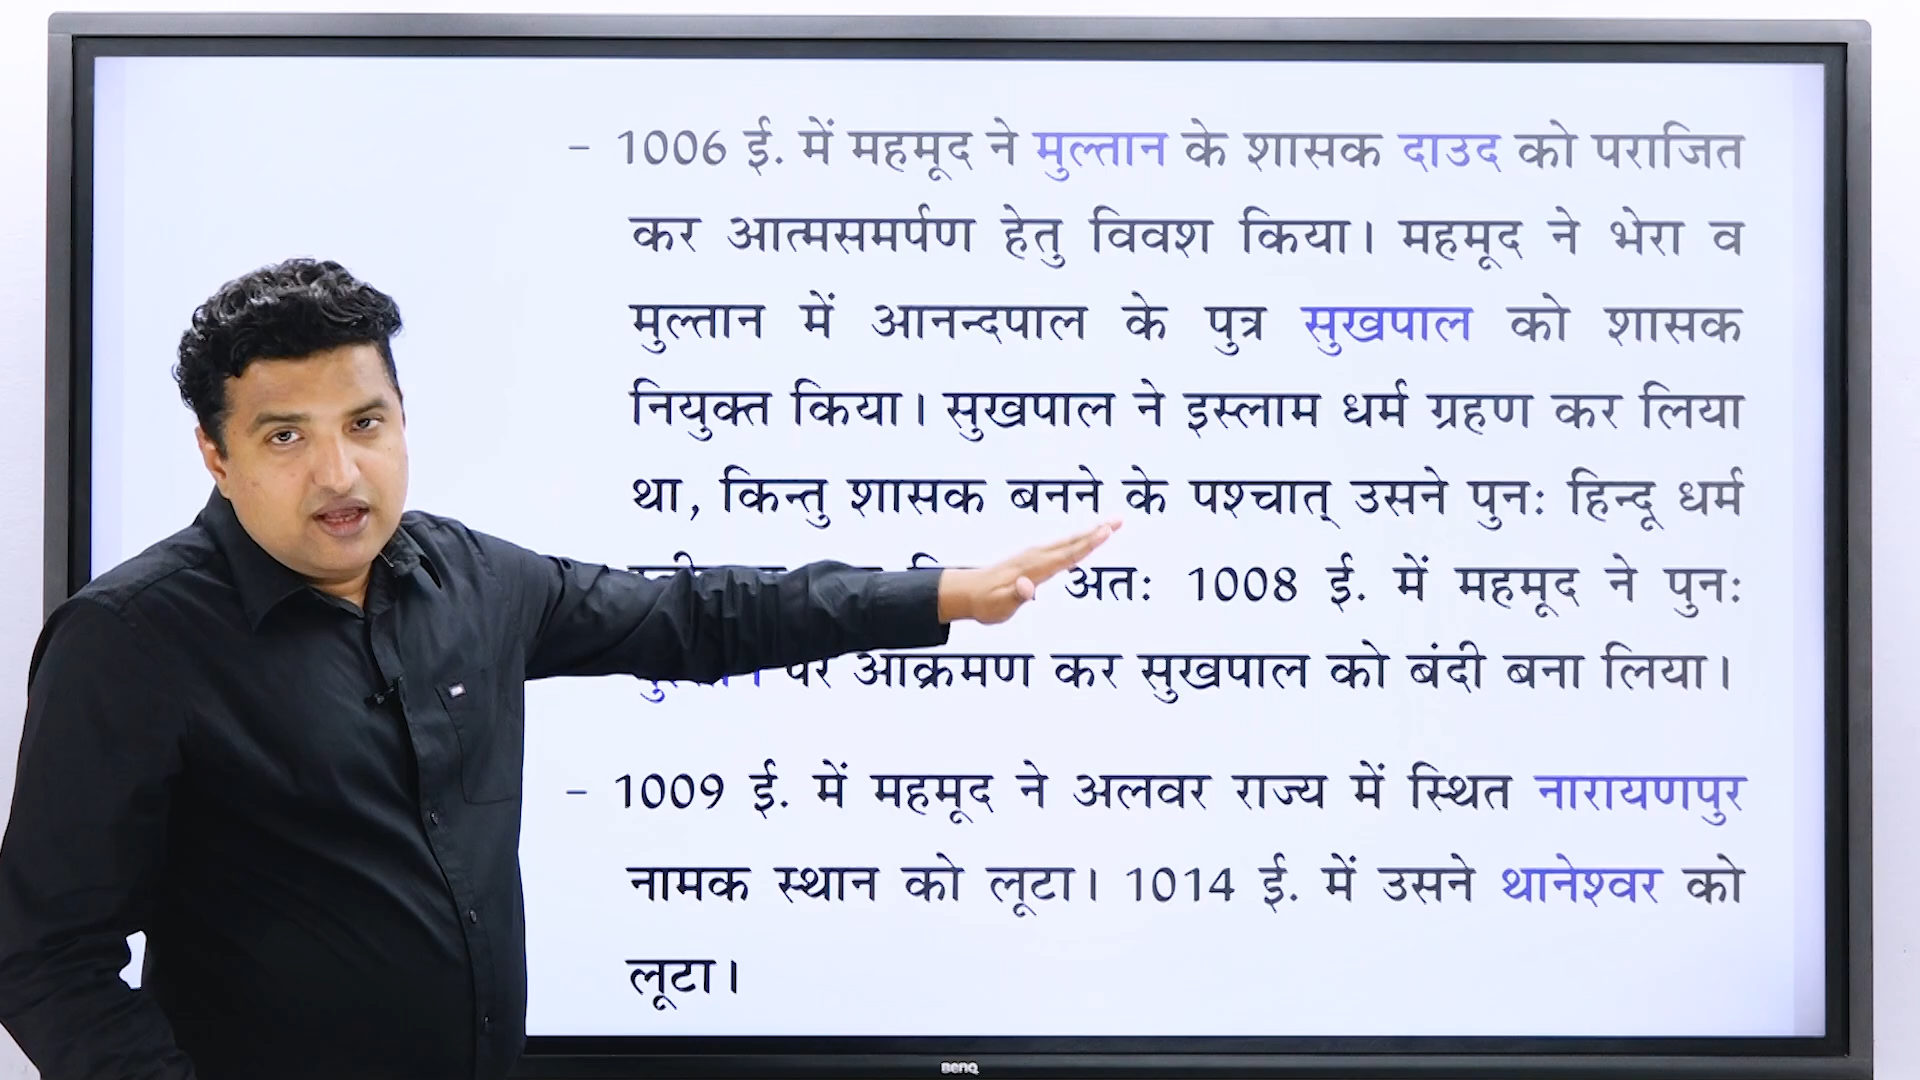 - 1006 ई. में महमूद ने मुल्तान के शासक दाउद को पराजित
कर आत्मसमर्पण हेतु विवश किया। महमूद ने भेरा व
मुल्तान में आनन्दपाल के पुत्र सुखपाल को शासक
नियुक्त किया। सुखपाल ने इस्लाम धर्म ग्रहण कर लिया
था, किन्तु शासक बनने के पश्चात् उसने पुनः हिन्दू धर्म
अतः 1008 ई. में महमूद ने पुनः
पर आक्रमण कर सुखपाल को बंदी बना लिया।
- 1009 ई. में महमूद ने अलवर राज्य में स्थित नारायणपुर
नामक स्थान को लूटा। 1014 ई. में उसने थानेश्वर को
लूटा।
BenQ